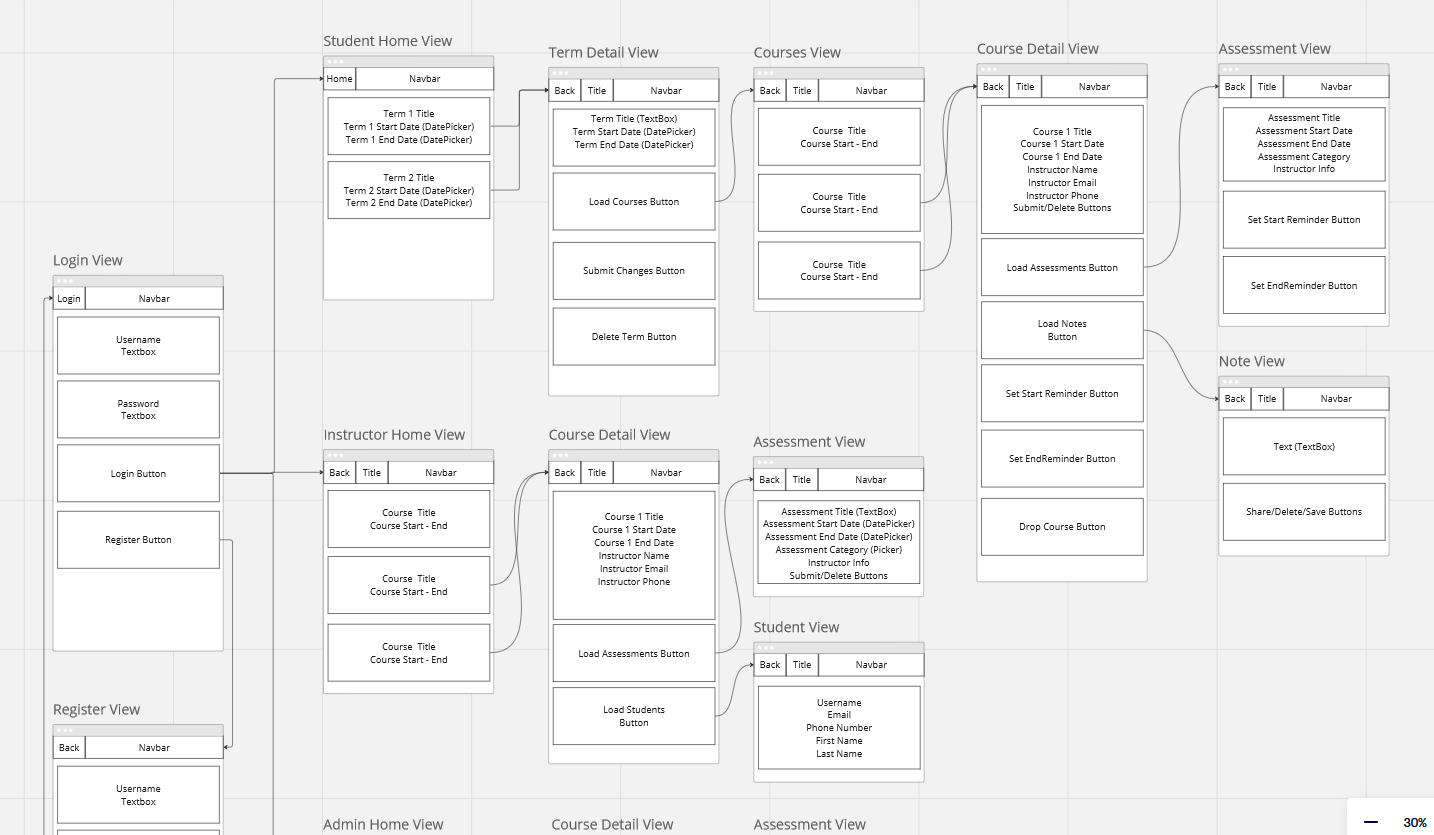 Student Home View
Home Navbar
Term 1 Title
Term 1 Start Date (DatePicker)
Term 1 End Date (DatePicker)
Term 2 Title
Term 2 Start Date (DatePicker)
Term 2 End Date (DatePicker)
Term Detail View
Back Title Navbar
Term Title (TextBox)
Term Start Date (DatePicker)
Term End Date (DatePicker)
Load Courses Button
Submit Changes Button
Delete Term Button
Courses View
Back Title Navbar
Course Title
Course Start - End
Course Title
Course Start - End
Course Title
Course Start - End
Course Detail View
Back Title Navbar
Course 1 Title
Course 1 Start Date
Course 1 End Date
Instructor Name
Instructor Email
Instructor Phone
Submit/Delete Buttons
Load Assessments Button
Load Notes
Button
Set Start Reminder Button
Set EndReminder Button
Drop Course Button
Assessment View
Back Title Navbar
Assessment Title
Assessment Start Date
Assessment End Date
Assessment Category
Instructor Info
Set Start Reminder Button
Set EndReminder Button
Note View
Back Title Navbar
Text (TextBox)
Share/Delete/Save Buttons
Login View
Login Navbar
Username
Textbox
Password
Textbox
Login Button
Register Button
Instructor Home View
Back Title Navbar
Course Title
Course Start - End
Course Title
Course Start - End
Course Title
Course Start - End
Course Detail View
Back Title Navbar
Course 1 Title
Course 1 Start Date
Course 1 End Date
Instructor Name
Instructor Email
Instructor Phone
Load Assessments Button
Load Students
Button
Assessment View
Back Title Navbar
Assessment Title (TextBox)
Assessment Start Date (DatePicker)
Assessment End Date (DatePicker)
Assessment Category (Picker)
Instructor Info
Submit/Delete Buttons
Student View
Back Title Navbar
Username
Email
Phone Number
First Name
Last Name
Register View
Back Navbar
Username
Textbox
Admin Home View
Course Detail View
Assessment View
30%